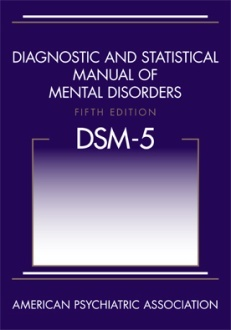 DIAGNOSTIC AND STATISTICAL
MANUAL OF
MENTAL DISORDERS
FIFTH EDITION
DSM-5
AMERICAN PSYCHIATRIC ASSOCIATION